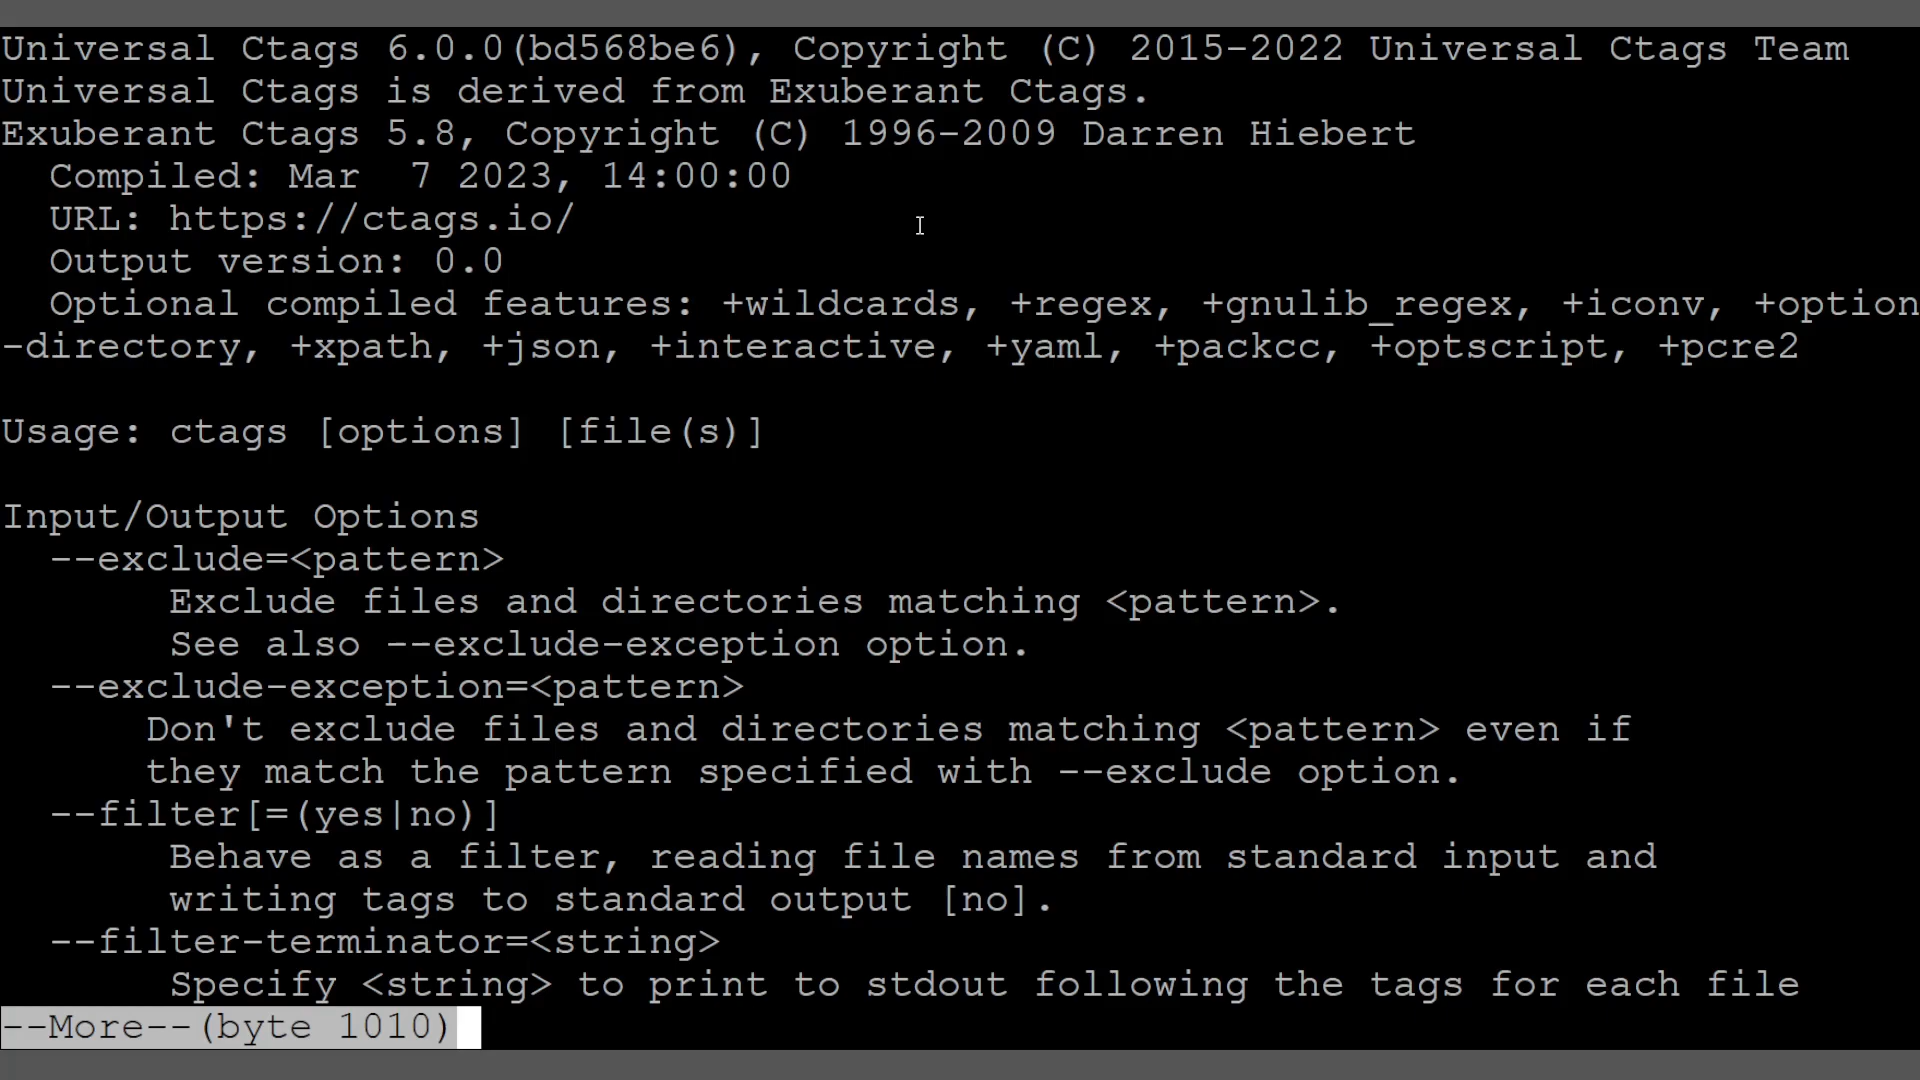 Universal Ctags 6.0.0(bd568be6), Copyright (C) 2015-2022 Universal Ctags Team
Universal Ctags is derived from Exuberant Ctags.
Exuberant Ctags 5.8, Copyright (C) 1996-2009 Darren Hiebert
  Compiled: Mar  7 2023, 14:00:00
  URL: https://ctags.io/
  Output version: 0.0
  Optional compiled features: +wildcards, +regex, +gnulib_regex, +iconv, +option
-directory, +xpath, +json, +interactive, +yaml, +packcc, +optscript, +pcre2

Usage: ctags [options] [file(s)]

Input/Output Options
  --exclude=<pattern>
       Exclude files and directories matching <pattern>.
       See also --exclude-exception option.
  --exclude-exception=<pattern>
      Don't exclude files and directories matching <pattern> even if
      they match the pattern specified with --exclude option.
  --filter[=(yes|no)]
       Behave as a filter, reading file names from standard input and
       writing tags to standard output [no].
  --filter-terminator=<string>
       Specify <string> to print to stdout following the tags for each file
--More--(byte 1010)